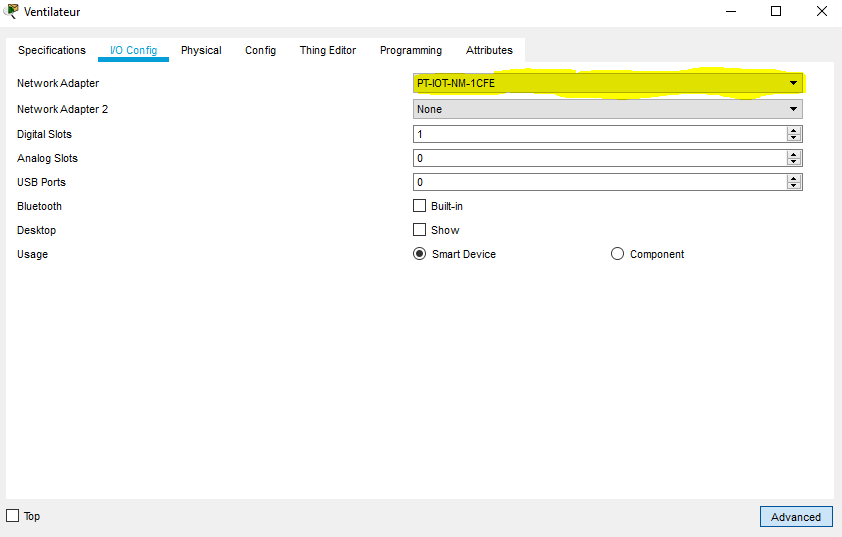 Ventilateur
Specifications I/O Config Physical Config Thing Editor Programming Attributes
Network Adapter PT-IOT-NM-1CFE
Network Adapter 2 None
Digital Slots 1
Analog Slots 0
USB Ports 0
Bluetooth Built-in
Desktop Show
Usage Smart Device Component
Top Advanced